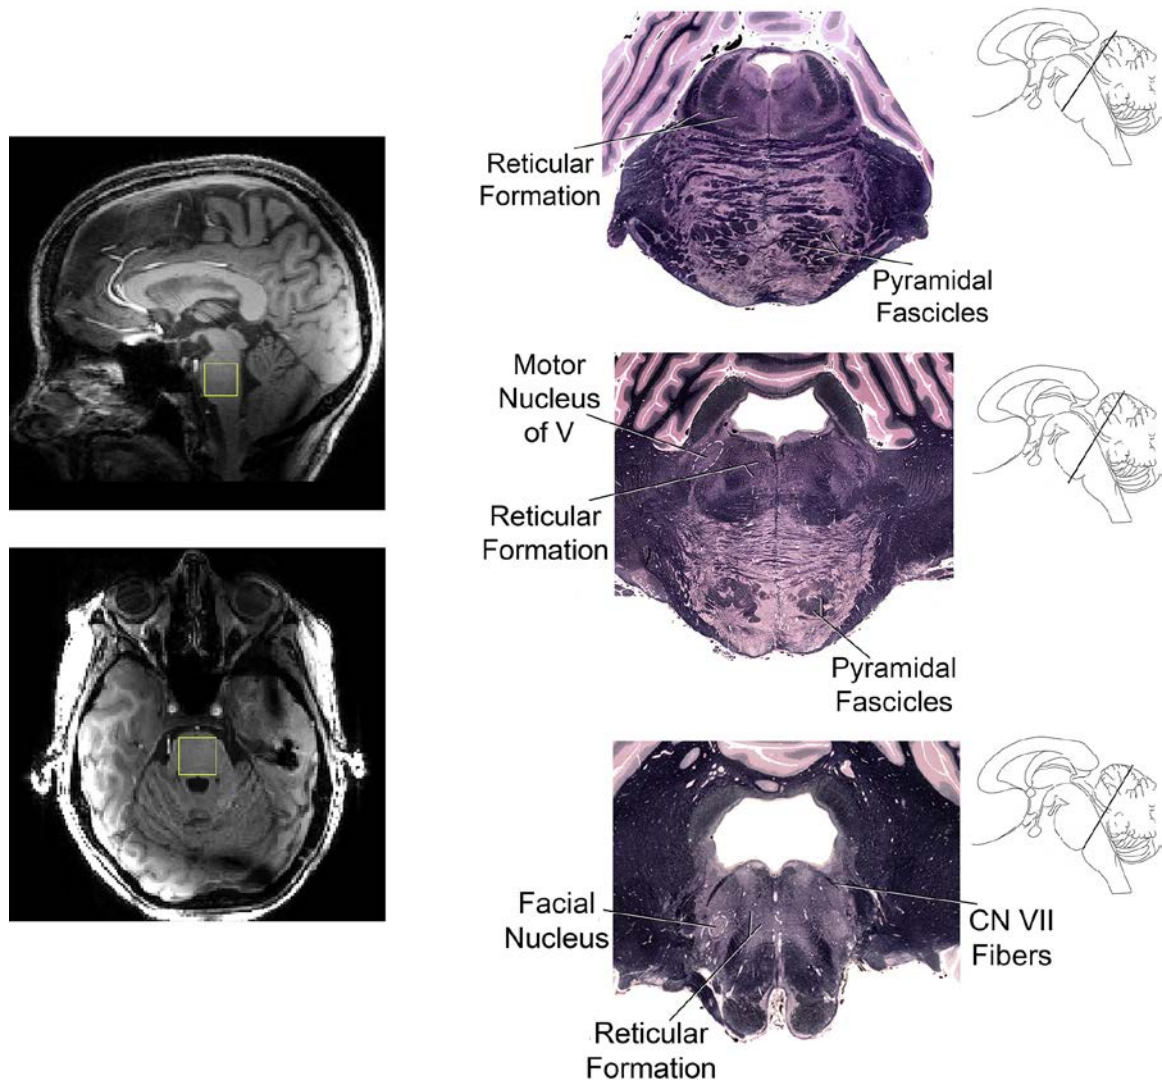 Reticular
Formation
Pyramidal
Fascicles
Motor
Nucleus
of V
Reticular
Formation
Pyramidal
Fascicles
Facial
Nucleus
CN VII
Fibers
Reticular
Formation